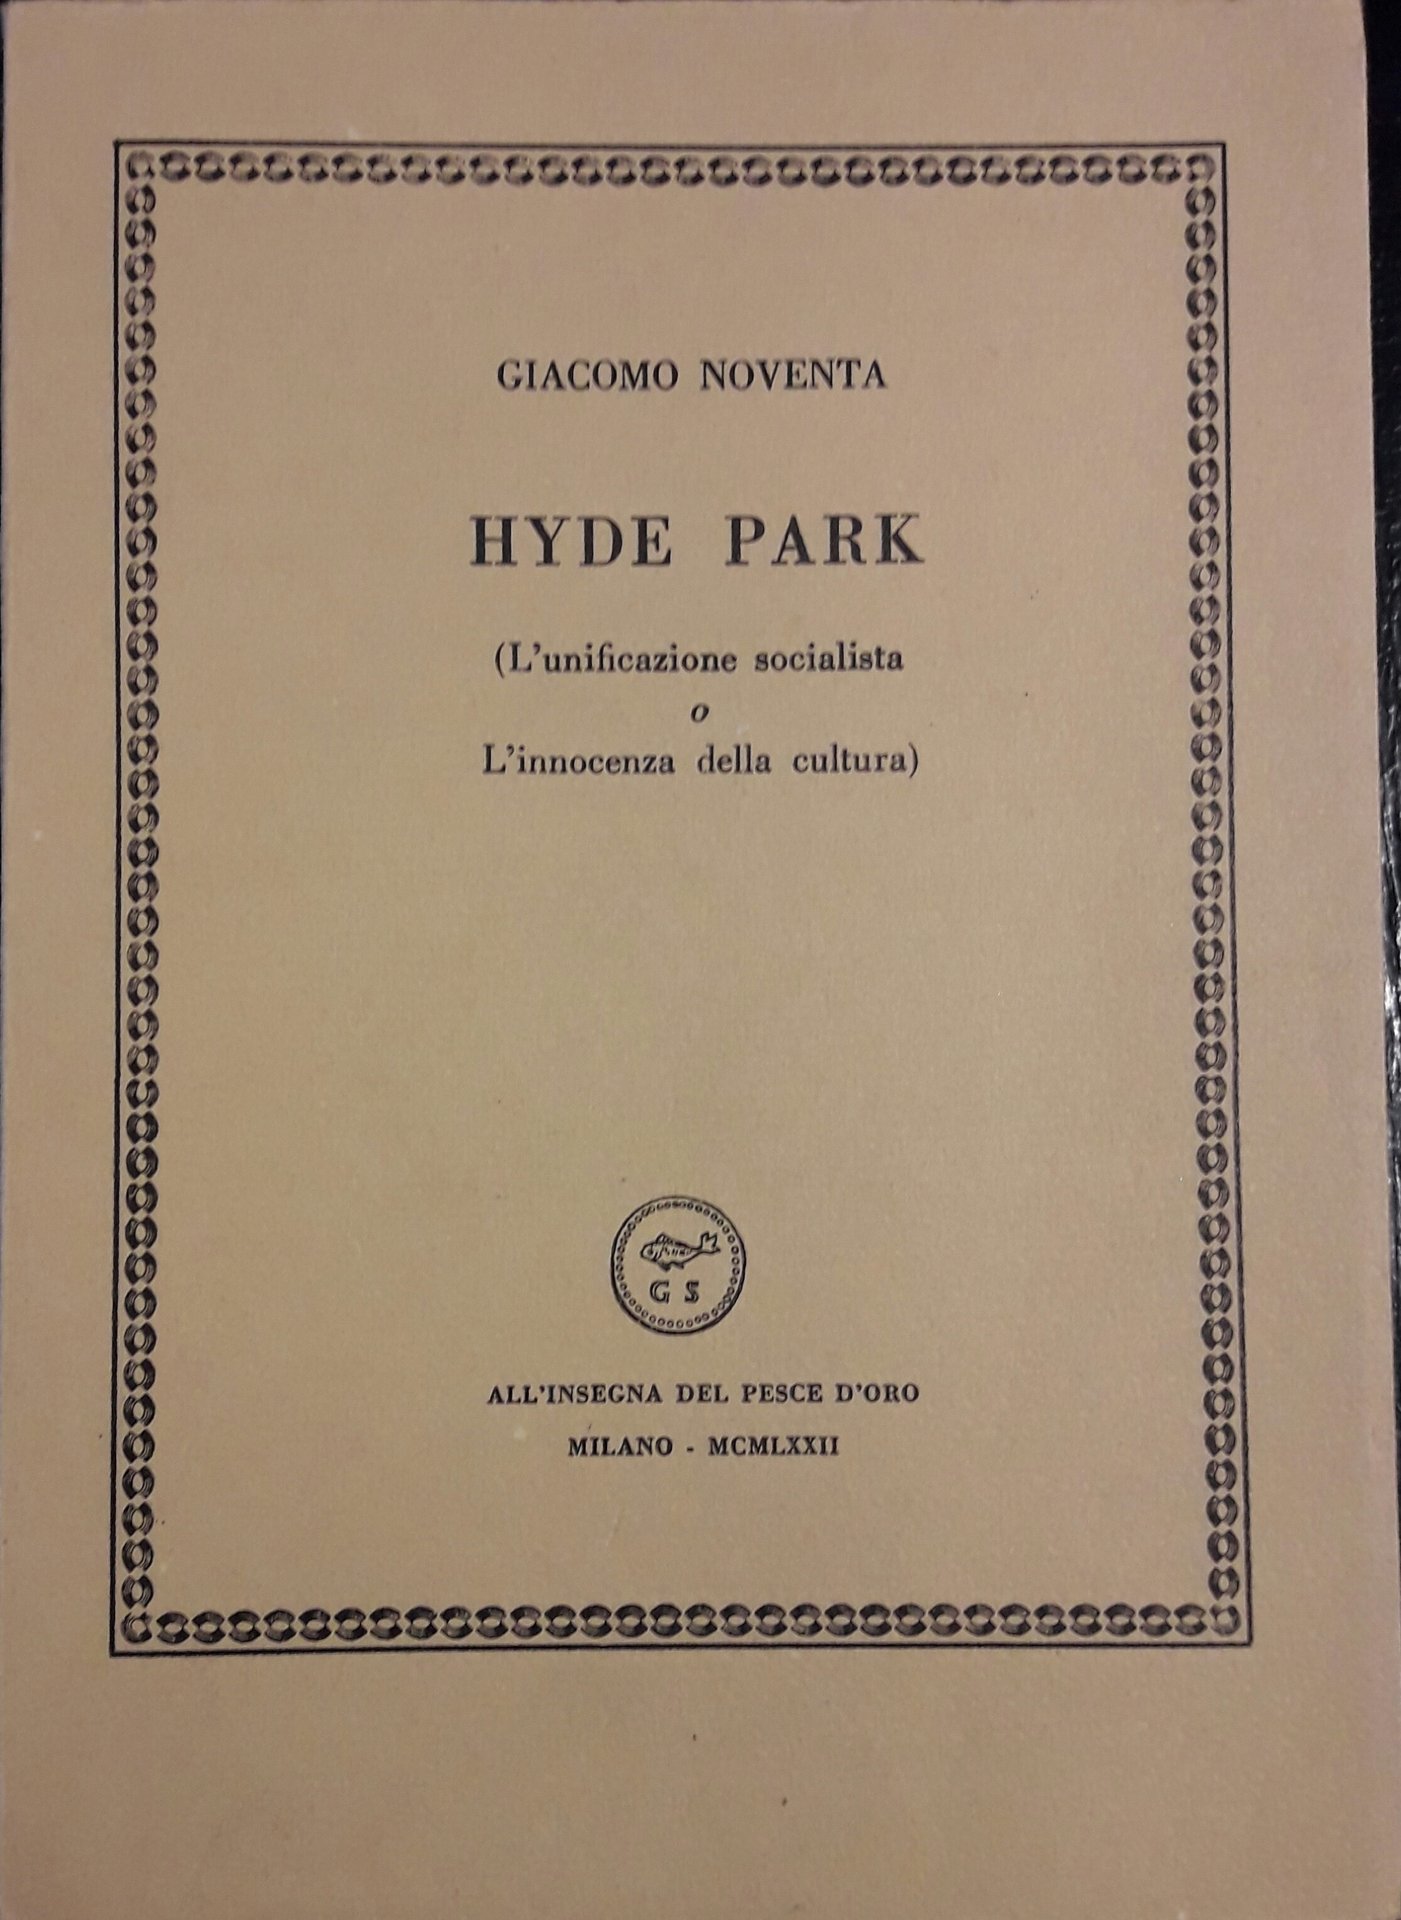 GIACOMO NOVENTA
HYDE PARK
(L'unificazione socialista
o
L'innocenza della cultura)
G S
ALL'INSEGNA DEL PESCE D'ORO
MILANO - MCMLXXII